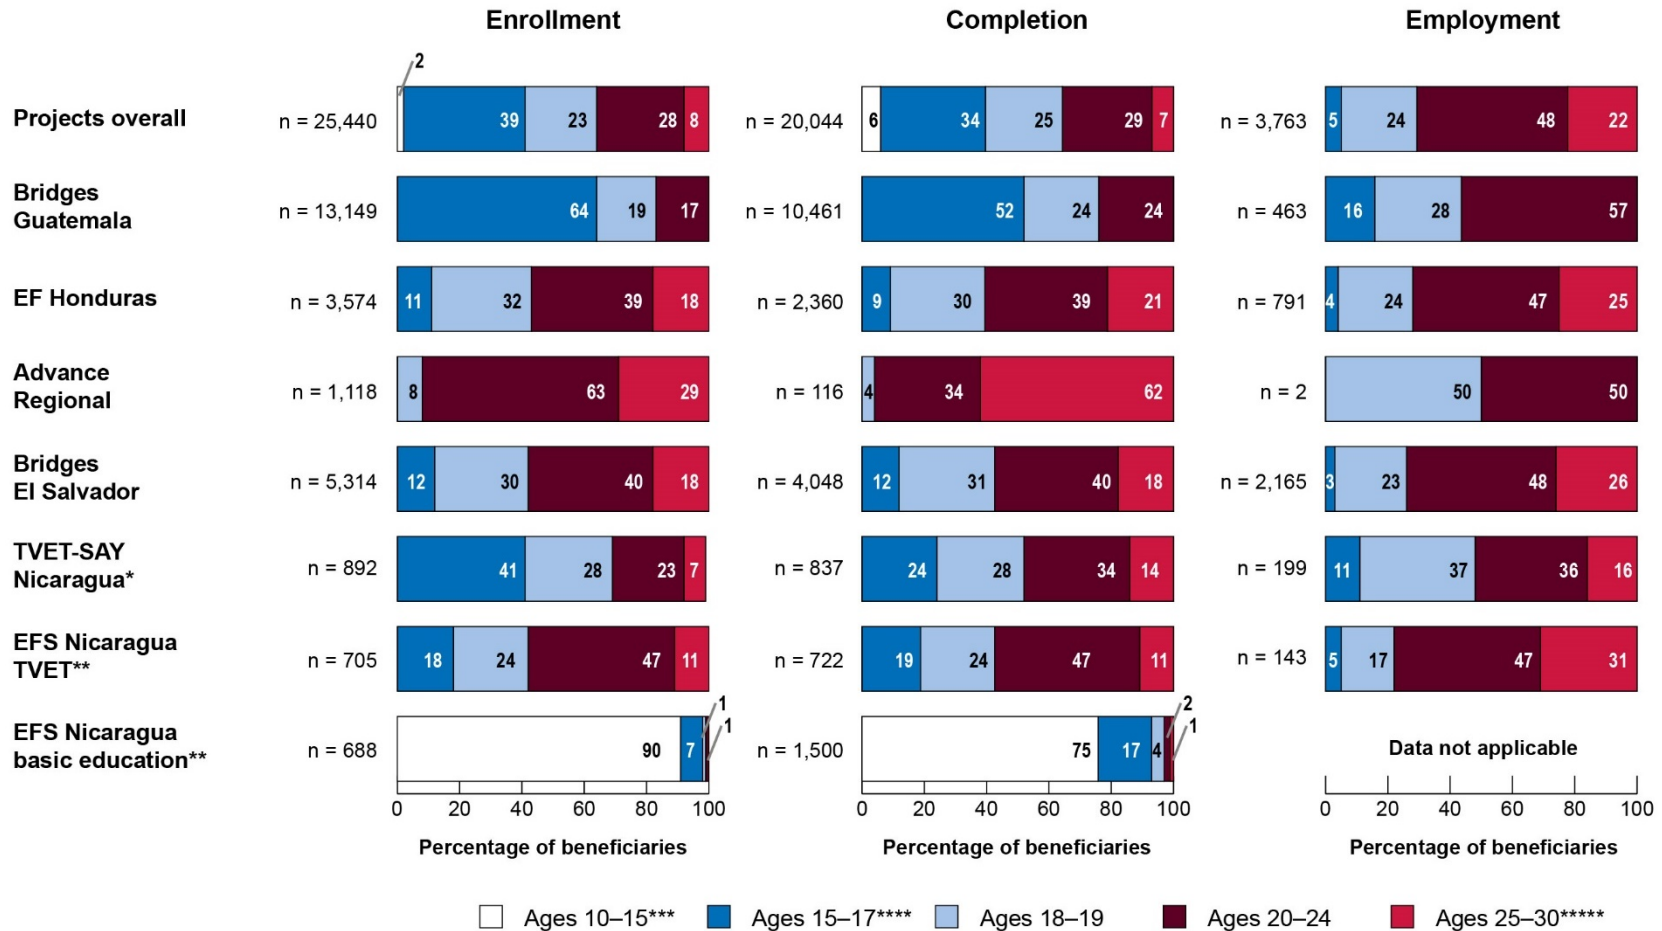 Enrollment Completion Employment
2
Projects overall n = 25,440 39 23 28 8 n = 20,044 6 34 25 29 7 n = 3,763 5 24 48 22
Bridges
Guatemala n = 13,149 64 19 17 n = 10,461 52 24 24 n = 463 16 28 57
EF Honduras n = 3,574 11 32 39 18 n = 2,360 9 30 39 21 n = 791 4 24 47 25
Advance
Regional n = 1,118 8 63 29 n = 116 4 34 62 n = 2 50 50
Bridges
El Salvador n = 5,314 12 30 40 18 n = 4,048 12 31 40 18 n = 2,165 3 23 48 26
TVET-SAY
Nicaragua* n = 892 41 28 23 7 n = 837 24 28 34 14 n = 199 11 37 36 16
EFS Nicaragua
TVET** n = 705 18 24 47 11 n = 722 19 24 47 11 n = 143 5 17 47 31
1 2
1 1
EFS Nicaragua
basic education** n = 688 90 7 n = 1,500 75 17 4 Data not applicable
0 20 40 60 80 100 0 20 40 60 80 100 0 20 40 60 80 100
Percentage of beneficiaries Percentage of beneficiaries Percentage of beneficiaries
Ages 10–15*** Ages 15–17**** Ages 18–19 Ages 20–24 Ages 25–30*****